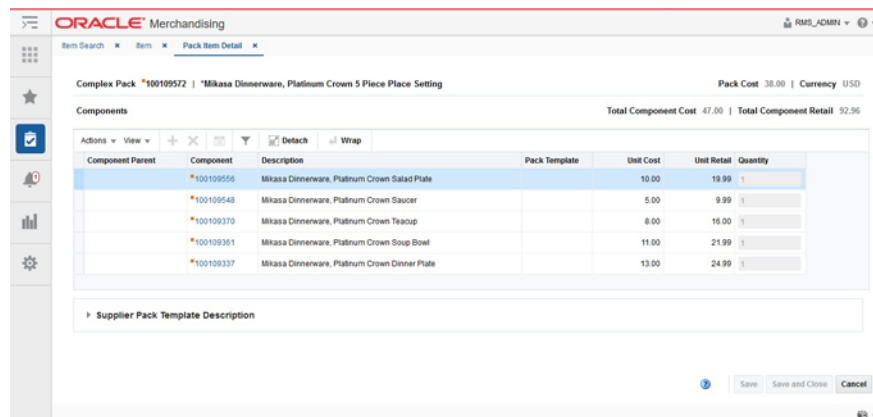 ORACLE® Merchandising
RMS_ADMIN
Item Search × Item × Pack Item Detail ×
Complex Pack *100109572 | *Mikasa Dinnerware, Platinum Crown 5 Piece Place Setting Pack Cost 38.00 | Currency USD
Components Total Component Cost 47.00 | Total Component Retail 92.96
Actions View Detach Wrap
Component Parent Component Description Pack Template Unit Cost Unit Retail Quantity
*100109556 Mikasa Dinnerware, Platinum Crown Salad Plate 10.00 19.99 1
*100109548 Mikasa Dinnerware, Platinum Crown Saucer 5.00 9.99 1
*100109370 Mikasa Dinnerware, Platinum Crown Teacup 8.00 16.00 1
*100109361 Mikasa Dinnerware, Platinum Crown Soup Bowl 11.00 21.99 1
*100109337 Mikasa Dinnerware, Platinum Crown Dinner Plate 13.00 24.99 1
Supplier Pack Template Description
Save Save and Close Cancel